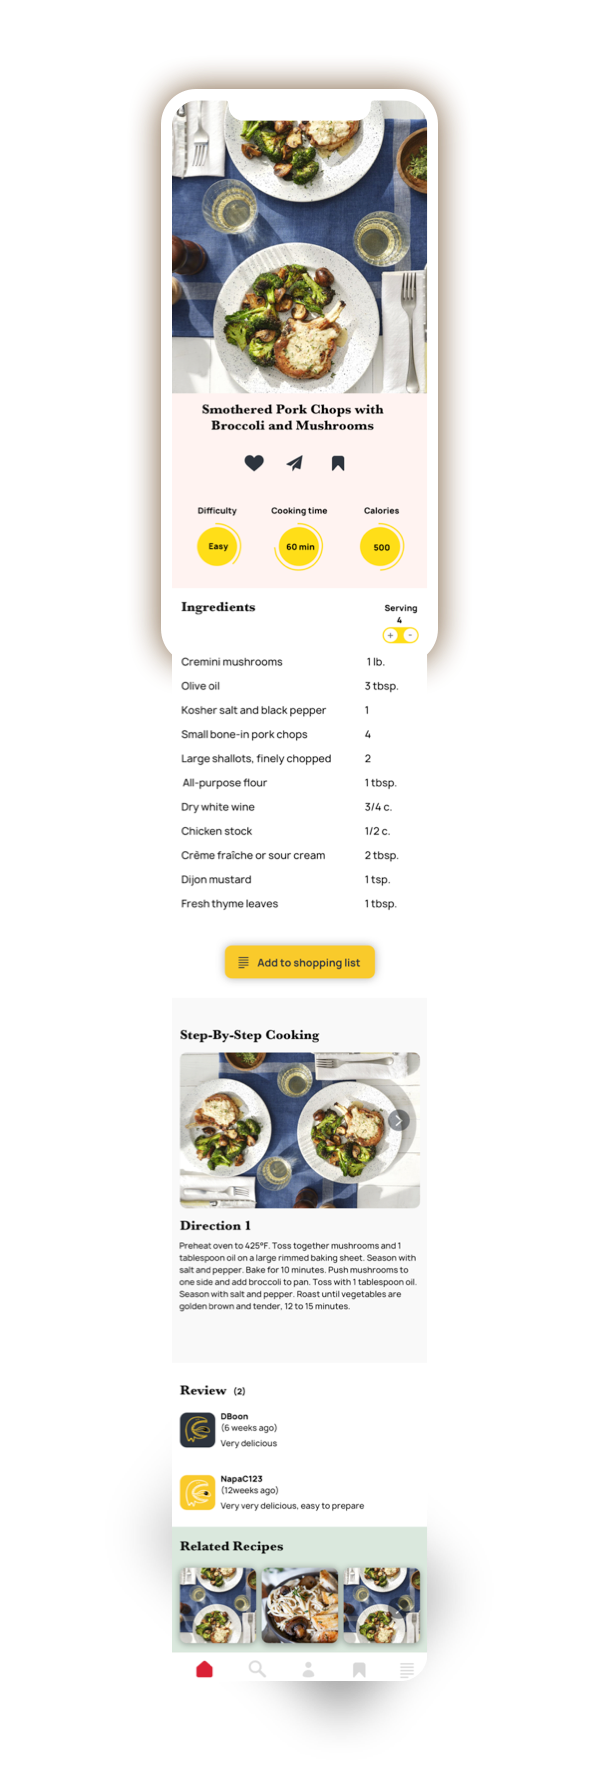 Smothered Pork Chops with
Broccoli and Mushrooms
Difficulty Cooking time Calories
Easy 60 min 500
Ingredients Serving
4
+ -
Cremini mushrooms 1 lb.
Olive oil 3 tbsp.
Kosher salt and black pepper 1
Small bone-in pork chops 4
Large shallots, finely chopped 2
All-purpose flour 1 tbsp.
Dry white wine 3/4 c.
Chicken stock 1/2 c.
Crème fraîche or sour cream 2 tbsp.
Dijon mustard 1 tsp.
Fresh thyme leaves 1 tbsp.
Add to shopping list
Step-By-Step Cooking
Direction 1
Preheat oven to 425°F. Toss together mushrooms and 1
tablespoon oil on a large rimmed baking sheet. Season with
salt and pepper. Bake for 10 minutes. Push mushrooms to
one side and add broccoli to pan. Toss with 1 tablespoon oil.
Season with salt and pepper. Roast until vegetables are
golden brown and tender, 12 to 15 minutes.
Review (2)
DBoon
(6 weeks ago)
Very delicious
NapaC123
(12weeks ago)
Very very delicious, easy to prepare
Related Recipes